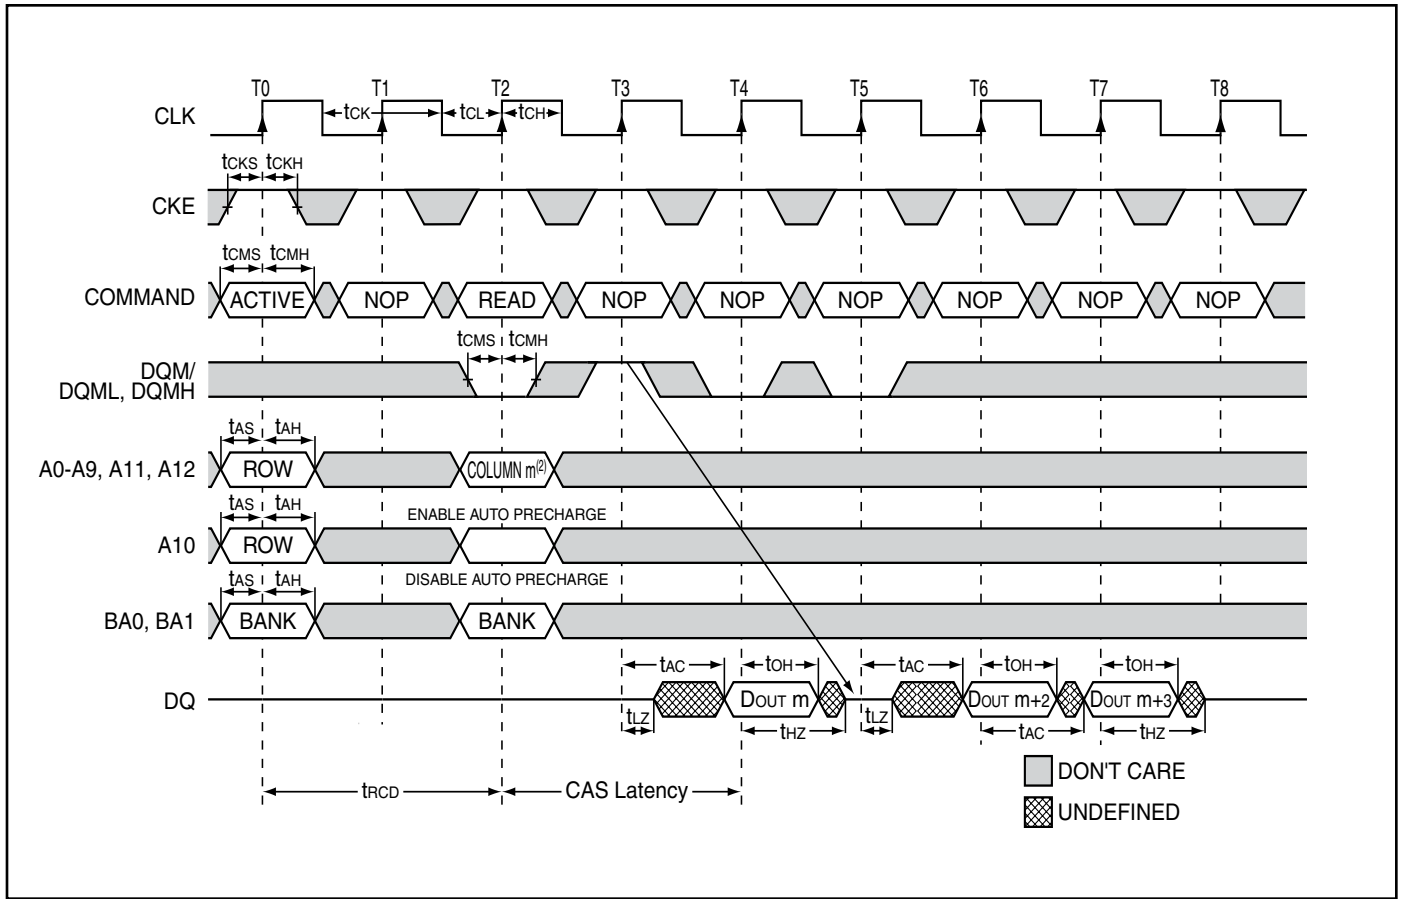 T0 T1 T2 T3 T4 T5 T6 T7 T8
CLK
tCK tCL tCH
tCKS tCKH
CKE
tCMS tCMH
COMMAND ACTIVE NOP READ NOP NOP NOP NOP NOP NOP
tCMS tCMH
DQM/
DQML, DQMH
tAS tAH
A0-A9, A11, A12 ROW COLUMN m(2)
tAS tAH ENABLE AUTO PRECHARGE
A10 ROW
tAS tAH DISABLE AUTO PRECHARGE
BA0, BA1 BANK BANK
tAC tOH tAC tOH tOH
DQ DOUT m DOUT m+2 DOUT m+3
tLZ tHZ tLZ tAC tHZ
DON'T CARE
tRCD CAS Latency
UNDEFINED